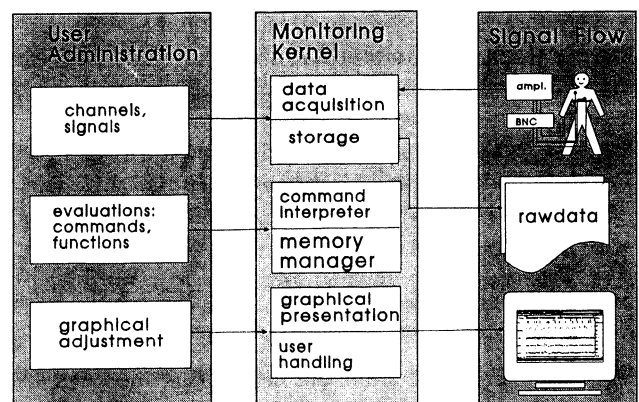 User
Administration
channels,
signals
evaluations:
commands,
functions
graphical
adjustment
Monitoring
Kernel
data
acquisition
storage
command
interpreter
memory
manager
graphical
presentation
user
handling
Signal Flow
ampl.
BNC
rawdata